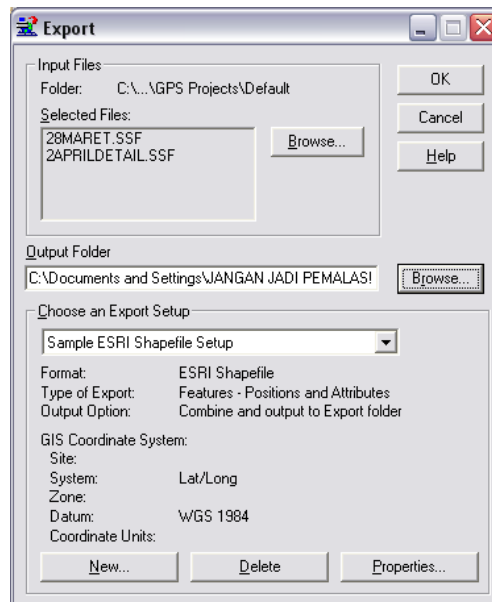 Export
Input Files
Folder: C:\...\GPS Projects\Default
Selected Files:
28MARET.SSF
2APRILDETAIL.SSF
Browse...
OK
Cancel
Help
Output Folder
C:\Documents and Settings\JANGAN JADI PEMALAS!
Browse...
Choose an Export Setup
Sample ESRI Shapefile Setup
Format: ESRI Shapefile
Type of Export: Features - Positions and Attributes
Output Option: Combine and output to Export folder
GIS Coordinate System:
Site:
System: Lat/Long
Zone:
Datum: WGS 1984
Coordinate Units:
New... Delete Properties...